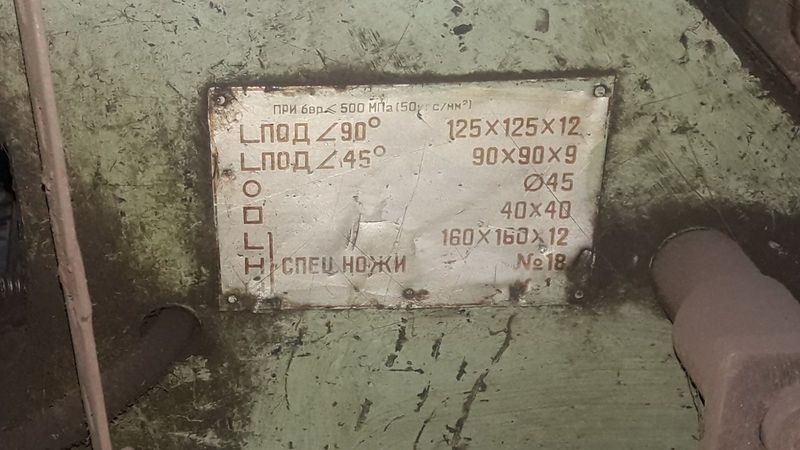 ПРИ бвр ≤ 500 МПа (50кгс/мм²)
∟ПОД ∠90° 125×125×12
∟ПОД ∠45° 90×90×9
○ Ø45
□ 40×40
∟ 160×160×12
СПЕЦ. НОЖИ №18